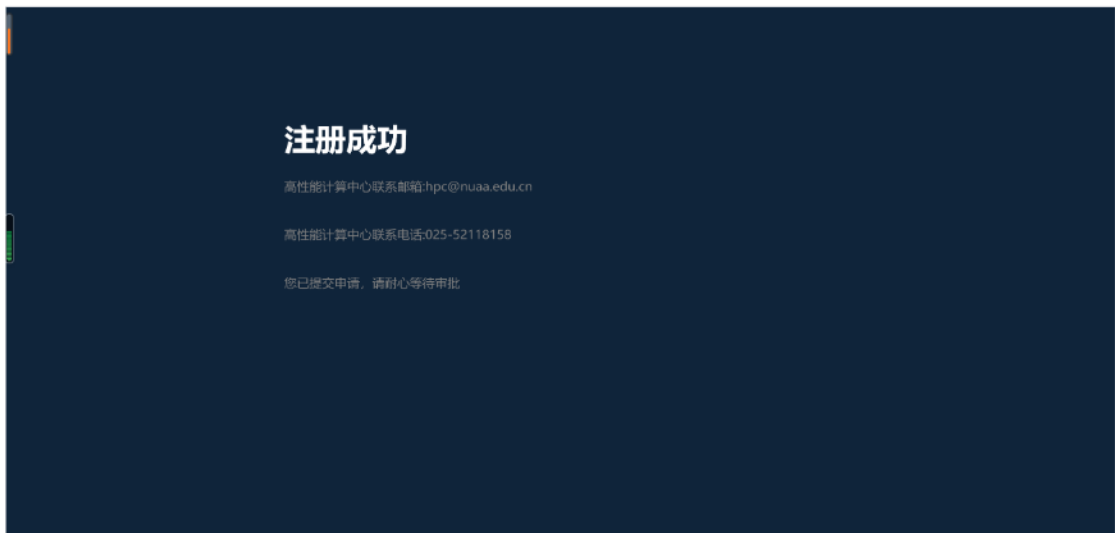 注册成功
高性能计算中心联系邮箱:hpc@nuaa.edu.cn
高性能计算中心联系电话:025-52118158
您已提交申请，请耐心等待审批